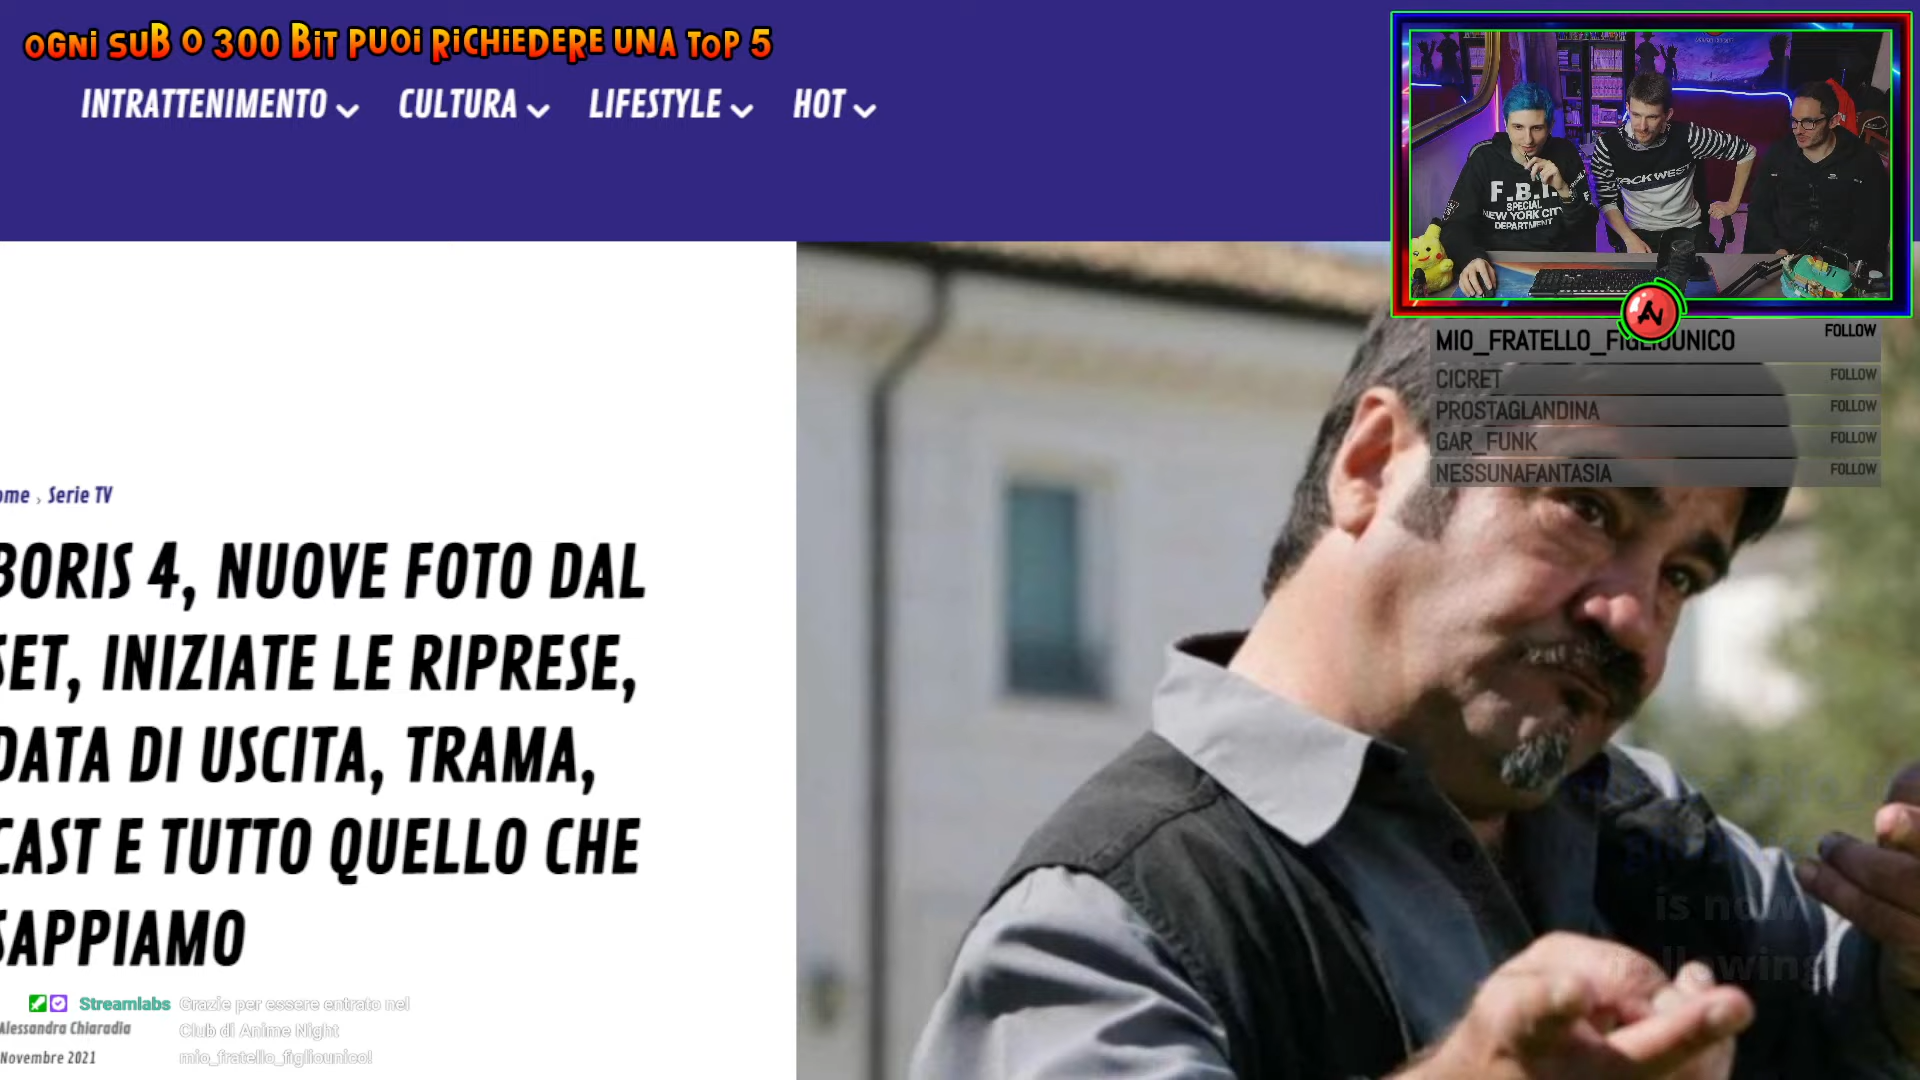 OGNI SUB O 300 BIT PUOI RICHIEDERE UNA TOP 5
INTRATTENIMENTO
CULTURA
LIFESTYLE
HOT
F.B.I.
SPECIAL
NEW YORK CITY
DEPARTMENT
MIO_FRATELLO_FIGLIOUNICO FOLLOW
CICRET FOLLOW
PROSTAGLANDINA FOLLOW
GAR_FUNK FOLLOW
NESSUNAFANTASIA FOLLOW
ome › Serie TV
BORIS 4, NUOVE FOTO DAL
SET, INIZIATE LE RIPRESE,
DATA DI USCITA, TRAMA,
CAST E TUTTO QUELLO CHE
SAPPIAMO
Streamlabs Grazie per essere entrato nel
Club di Anime Night
mio_fratello_figliounico!
Alessandra Chiaradia
Novembre 2021
is now
following